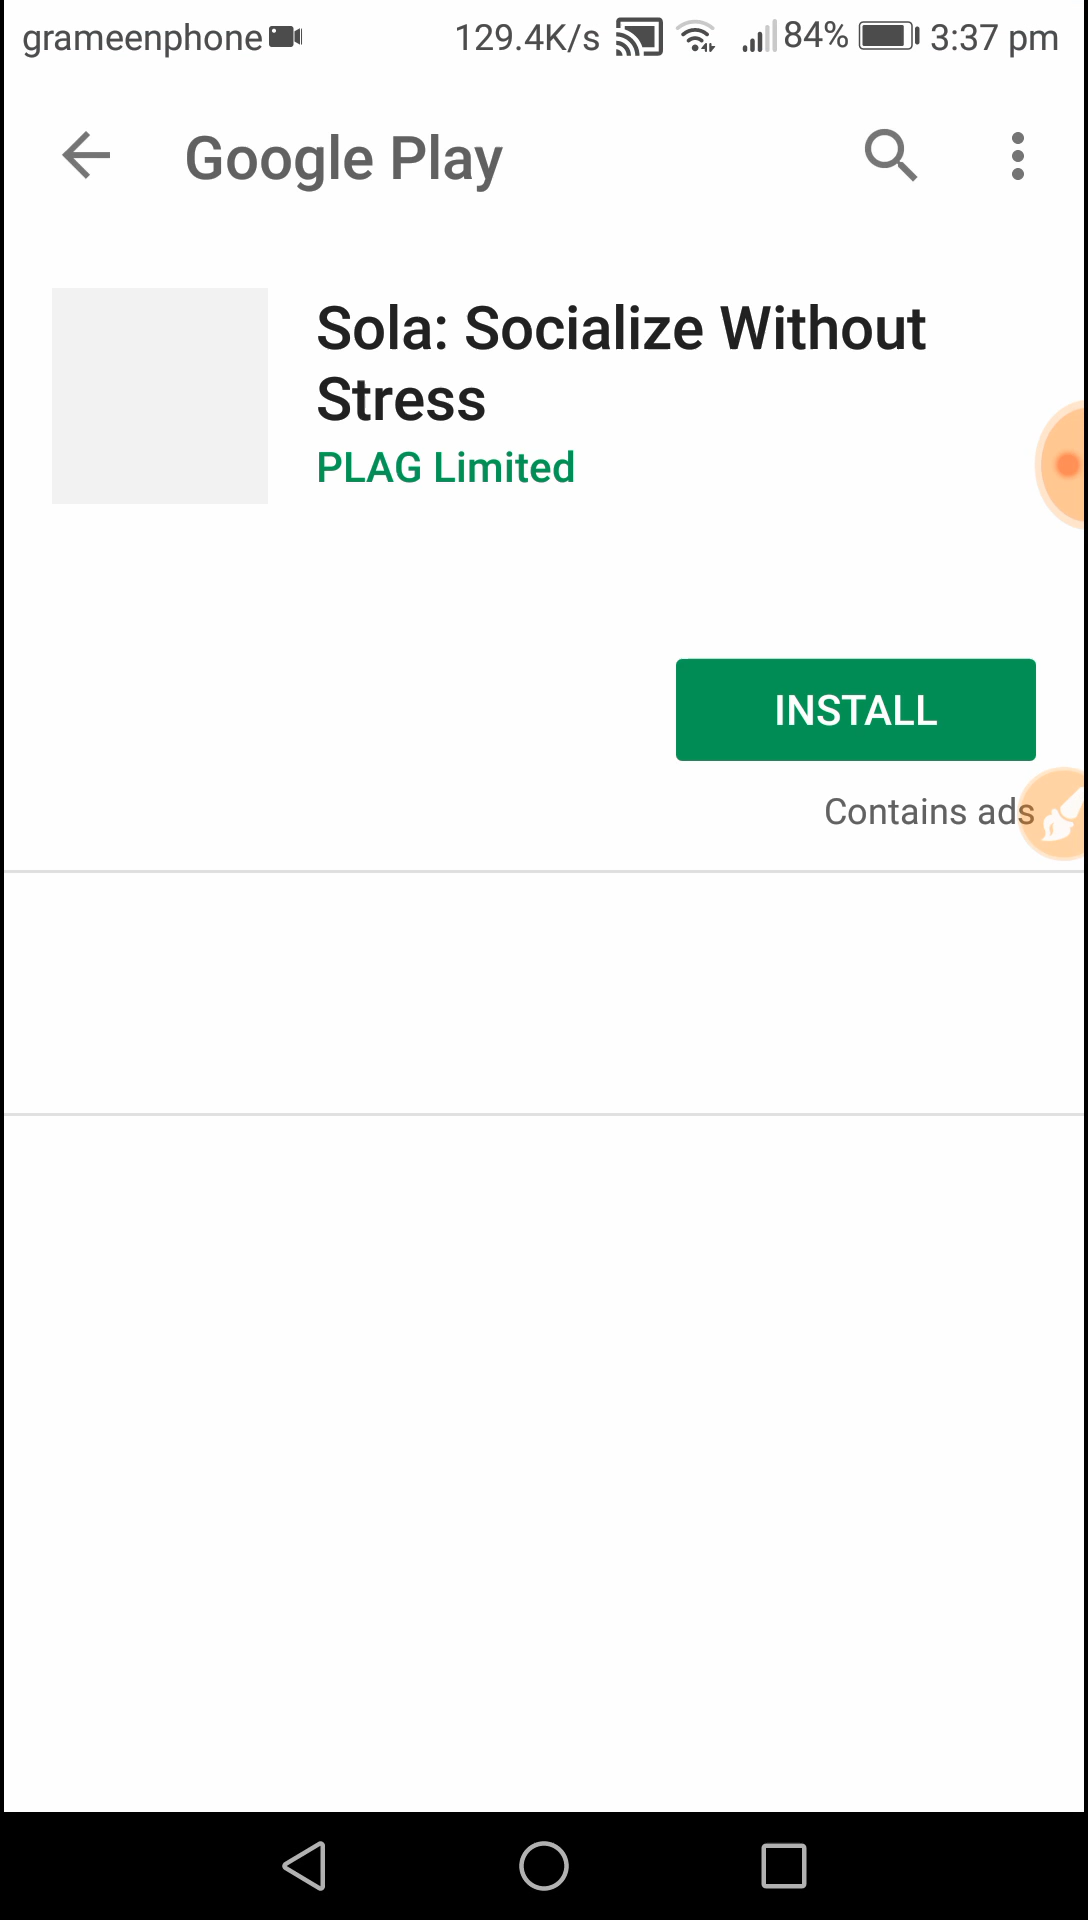 grameenphone 129.4K/s 84% 3:37 pm
Google Play
Sola: Socialize Without
Stress
PLAG Limited
INSTALL
Contains ads